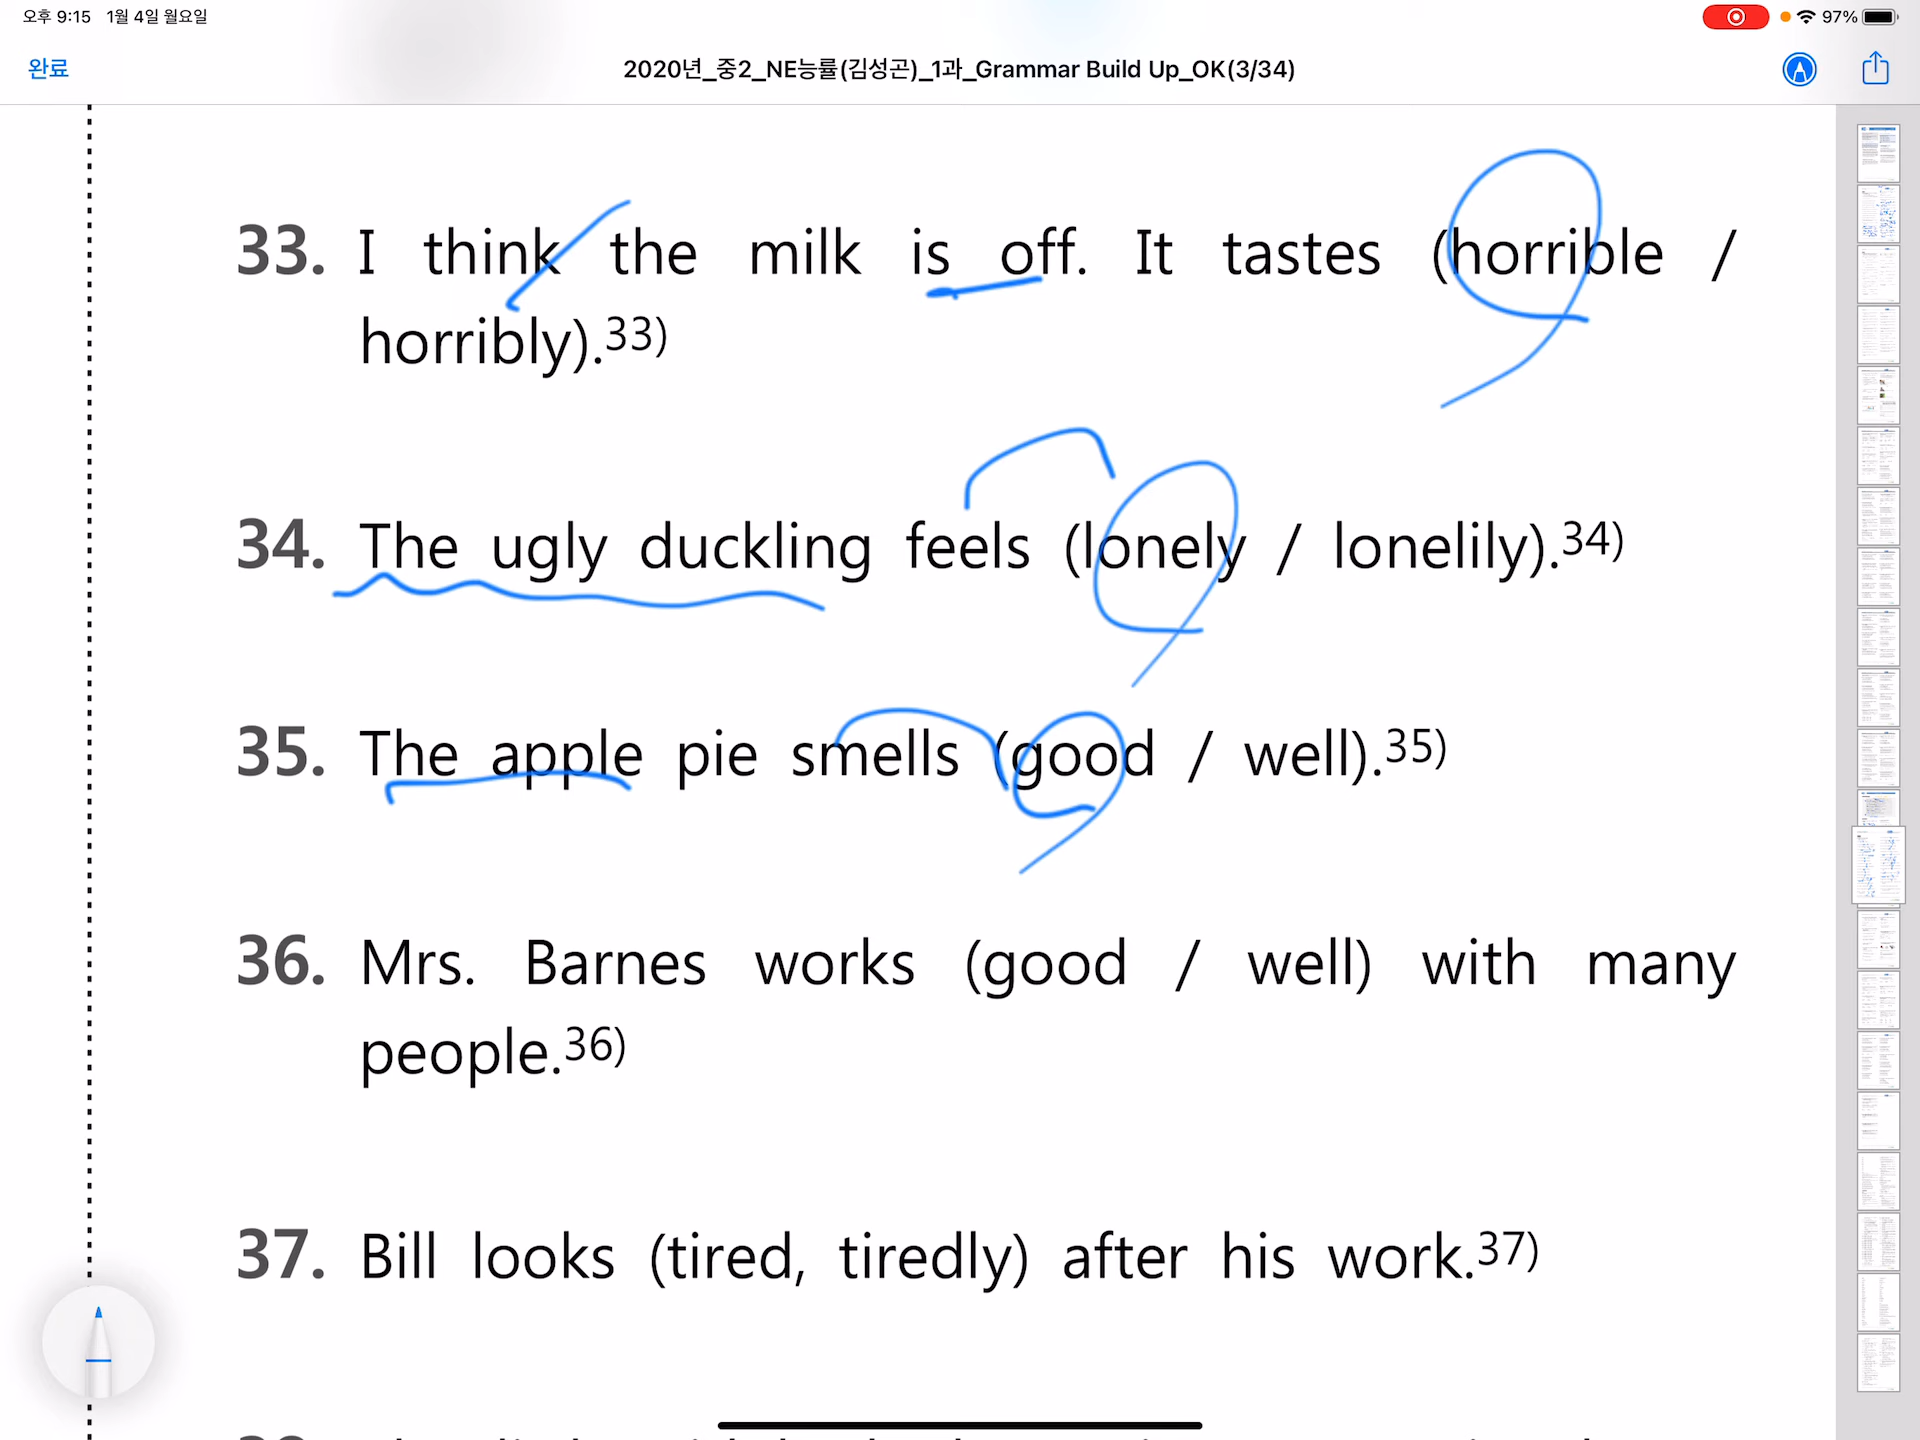 오후 9:15 1월 4일 월요일
97%
완료
2020년_중2_NE능률(김성곤)_1과_Grammar Build Up_OK(3/34)
33. I think the milk is off. It tastes (horrible /
horribly).33)
34. The ugly duckling feels (lonely / lonelily).34)
35. The apple pie smells (good / well).35)
36. Mrs. Barnes works (good / well) with many
people.36)
37. Bill looks (tired, tiredly) after his work.37)